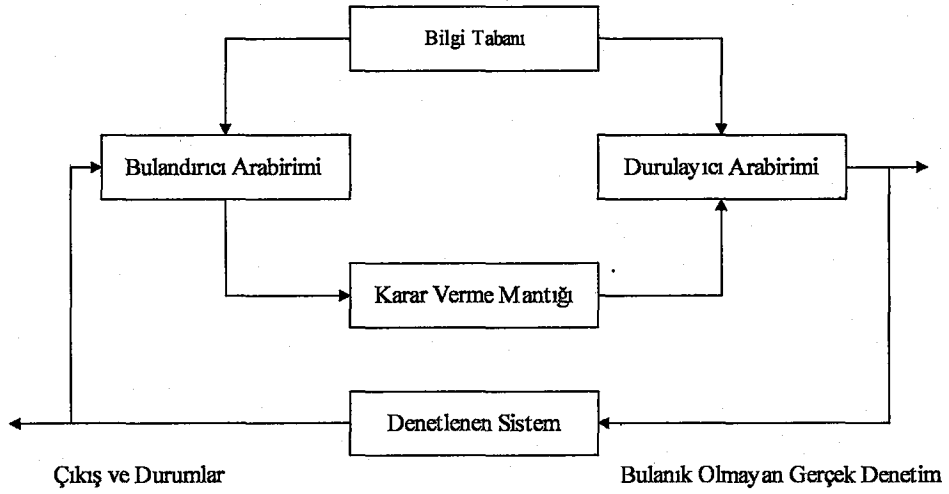 Bilgi Tabanı
Bulandırıcı Arabirimi
Durulayıcı Arabirimi
Karar Verme Mantığı
Denetlenen Sistem
Çıkış ve Durumlar
Bulanık Olmayan Gerçek Denetim